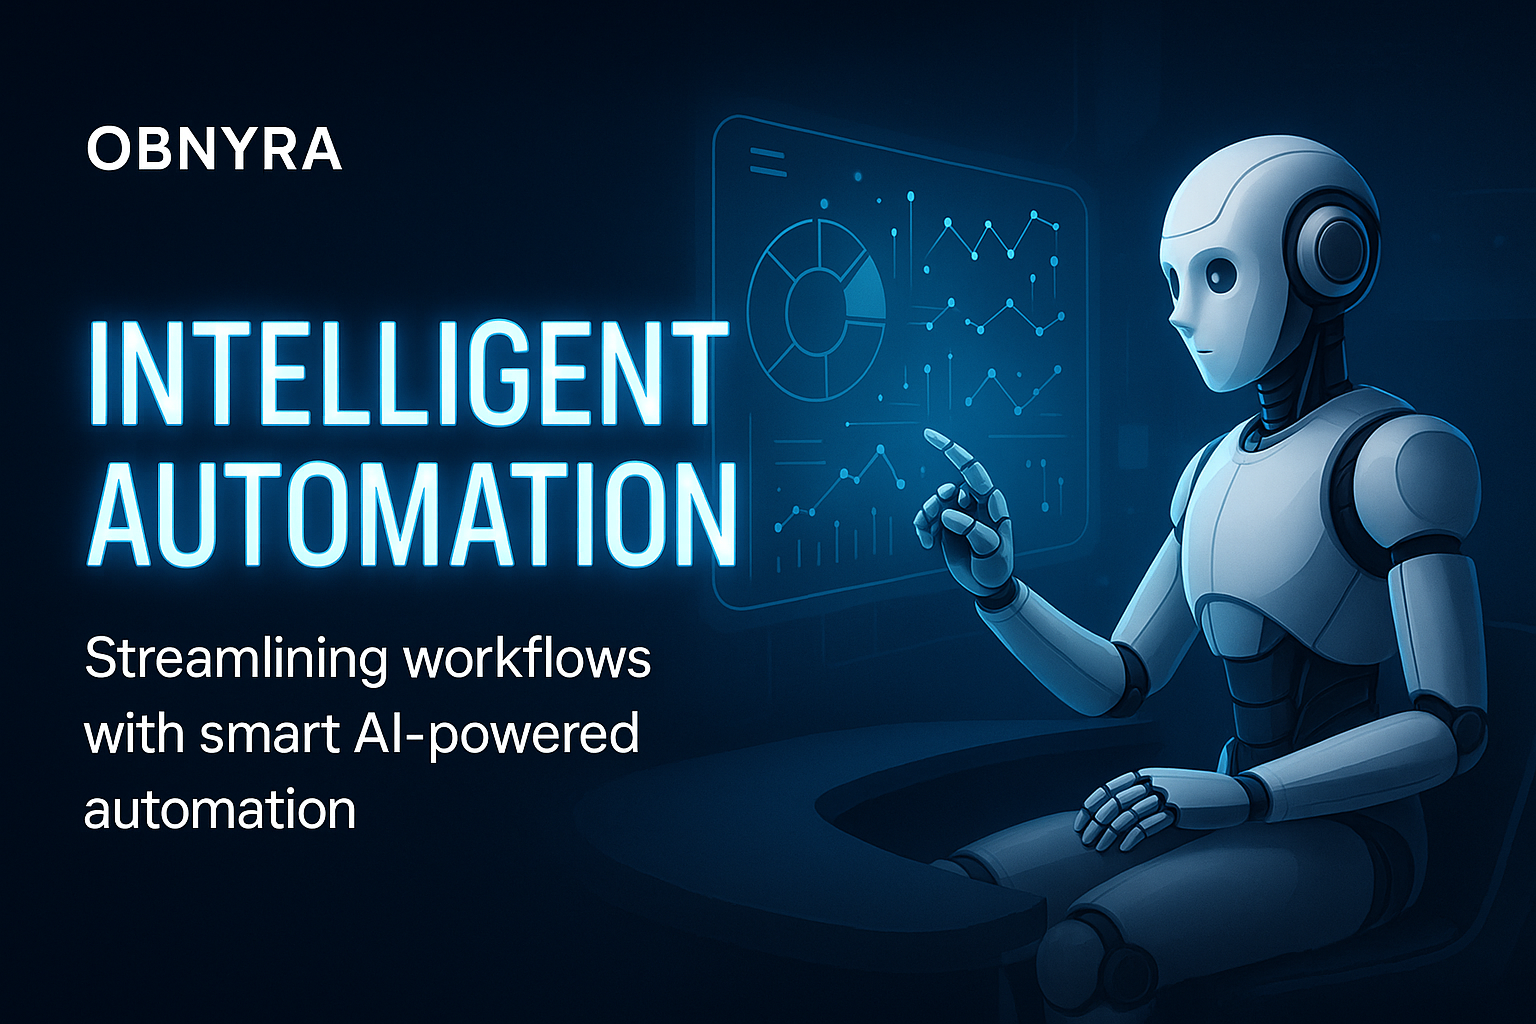 OBNYRA
INTELLIGENT
AUTOMATION
Streamlining workflows
with smart AI-powered
automation